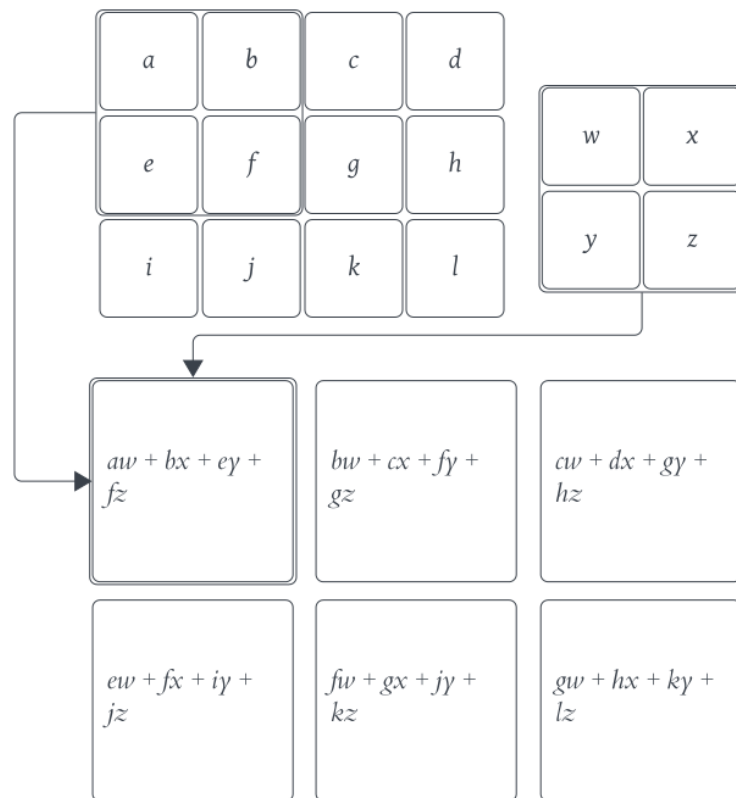 a b c d
w x
e f g h
y z
i j k l
aw + bx + ey +
fz
bw + cx + fy +
gz
cw + dx + gy +
hz
ew + fx + iy +
jz
fw + gx + jy +
kz
gw + hx + ky +
lz